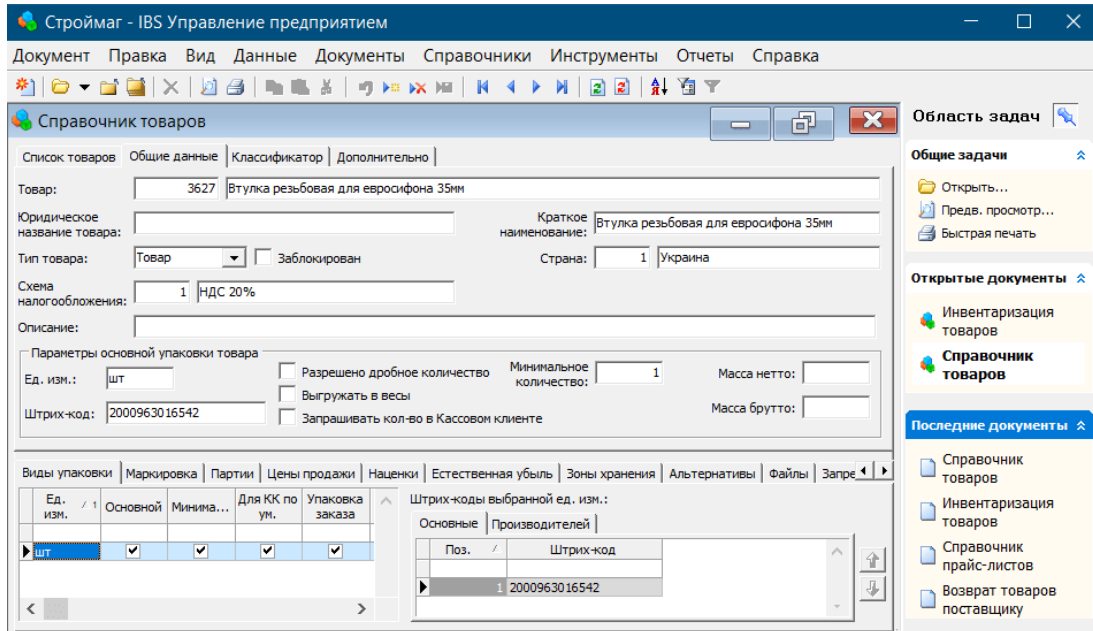 Строймаг - IBS Управление предприятием
Документ Правка Вид Данные Документы Справочники Инструменты Отчеты Справка
Справочник товаров
Список товаров Общие данные Классификатор Дополнительно
Товар: 3627 Втулка резьбовая для евросифона 35мм
Юридическое
название товара:
Краткое
наименование: Втулка резьбовая для евросифона 35мм
Тип товара: Товар Заблокирован Страна: 1 Украина
Схема
налогообложения: 1 НДС 20%
Описание:
Параметры основной упаковки товара
Ед. изм.: шт
Штрих-код: 2000963016542
Разрешено дробное количество
Выгружать в весы
Запрашивать кол-во в Кассовом клиенте
Минимальное
количество: 1
Масса нетто:
Масса брутто:
Виды упаковки Маркировка Партии Цены продажи Наценки Естественная убыль Зоны хранения Альтернативы Файлы Запре
Ед.
изм. 1 Основной Минима... Для КК по
ум. Упаковка
заказа
шт
Штрих-коды выбранной ед. изм.:
Основные Производителей
Поз. Штрих-код
1 2000963016542
Область задач
Общие задачи
Открыть...
Предв. просмотр...
Быстрая печать
Открытые документы
Инвентаризация
товаров
Справочник
товаров
Последние документы
Справочник
товаров
Инвентаризация
товаров
Справочник
прайс-листов
Возврат товаров
поставщику